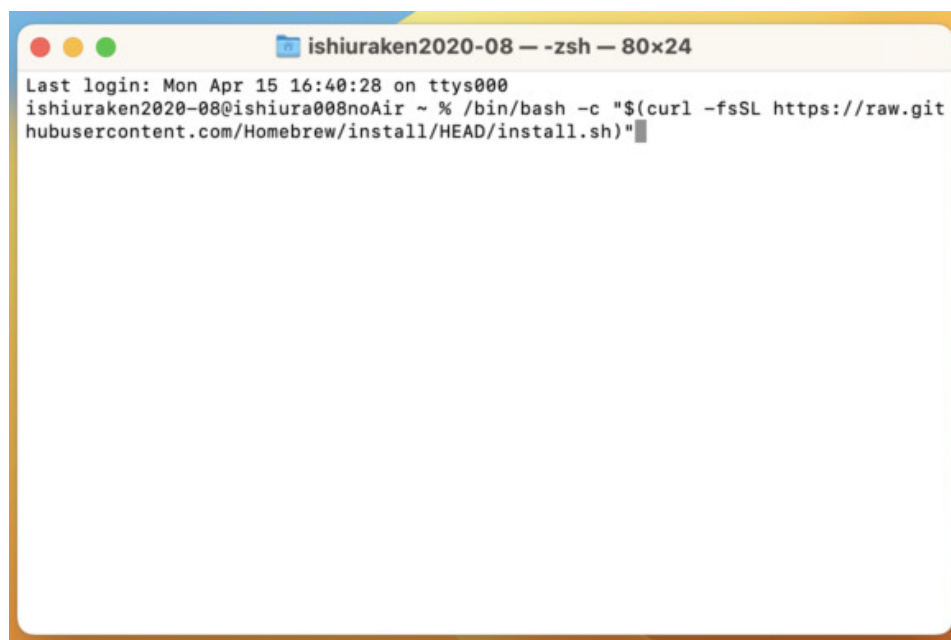 ishiuraken2020-08 — -zsh — 80×24
Last login: Mon Apr 15 16:40:28 on ttys000
ishiuraken2020-08@ishiura008noAir ~ % /bin/bash -c "$(curl -fsSL https://raw.git
hubusercontent.com/Homebrew/install/HEAD/install.sh)"